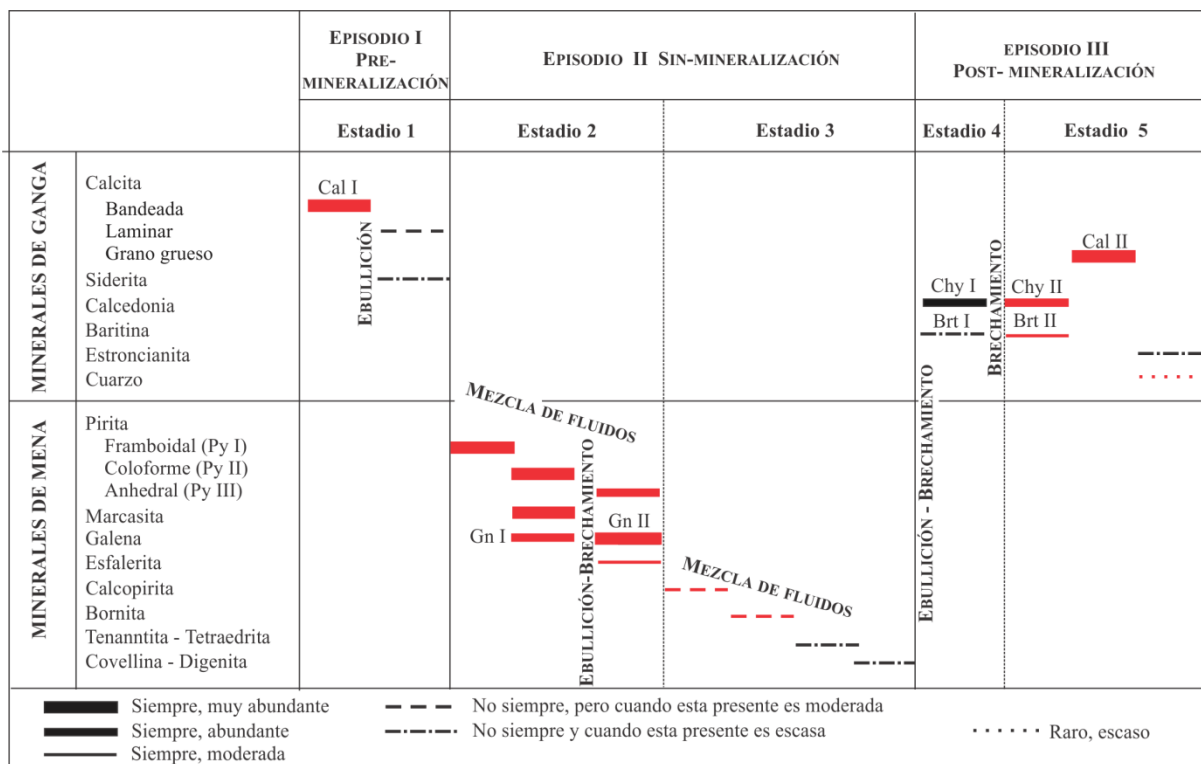 EPISODIO I
PRE-
MINERALIZACIÓN
EPISODIO II SIN-MINERALIZACIÓN
EPISODIO III
POST- MINERALIZACIÓN
Estadio 1
Estadio 2
Estadio 3
Estadio 4
Estadio 5
MINERALES DE GANGA
Calcita
Bandeada
Laminar
Grano grueso
Siderita
Calcedonia
Baritina
Estroncianita
Cuarzo
Cal I
EBULLICIÓN
Cal II
Chy I
Chy II
Brt I
Brt II
BRECHAMIENTO
EBULLICIÓN - BRECHAMIENTO
MINERALES DE MENA
Pirita
Framboidal (Py I)
Coloforme (Py II)
Anhedral (Py III)
Marcasita
Galena
Esfalerita
Calcopirita
Bornita
Tenanntita - Tetraedrita
Covellina - Digenita
MEZCLA DE FLUIDOS
EBULLICIÓN-BRECHAMIENTO
Gn I
Gn II
MEZCLA DE FLUIDOS
Siempre, muy abundante
Siempre, abundante
Siempre, moderada
No siempre, pero cuando esta presente es moderada
No siempre y cuando esta presente es escasa
Raro, escaso